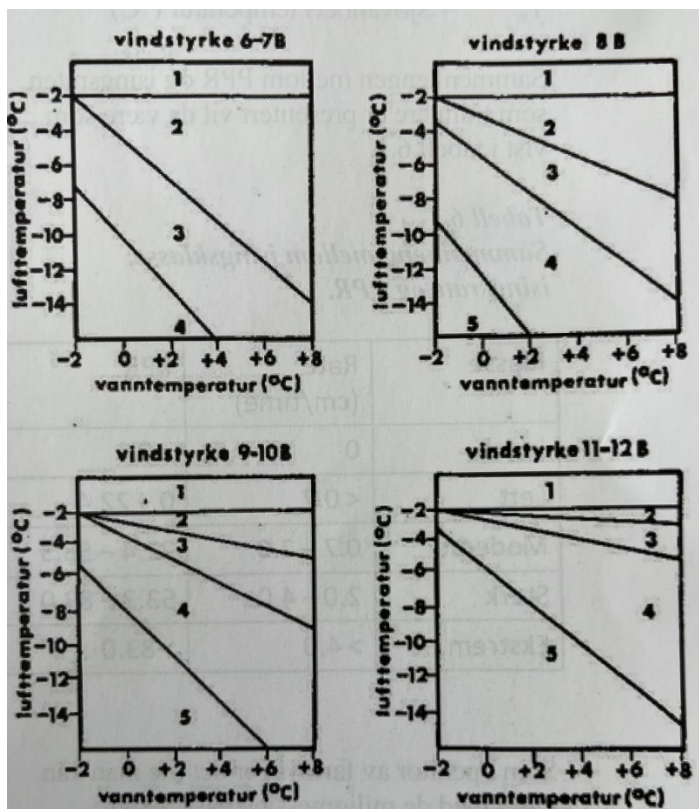 vindstyrke 6-7B
1
2
3
4
-2
-4
-6
-8
-10
-12
-14
lufttemperatur (°C)
-2 0 +2 +4 +6 +8
vanntemperatur (°C)
vindstyrke 8B
1
2
3
4
5
-2
-4
-6
-8
-10
-12
-14
lufttemperatur (°C)
-2 0 +2 +4 +6 +8
vanntemperatur (°C)
vindstyrke 9-10B
1
2
3
4
5
-2
-4
-6
-8
-10
-12
-14
lufttemperatur (°C)
-2 0 +2 +4 +6 +8
vanntemperatur (°C)
vindstyrke 11-12B
1
2
3
4
5
-2
-4
-6
-8
-10
-12
-14
lufttemperatur (°C)
-2 0 +2 +4 +6 +8
vanntemperatur (°C)